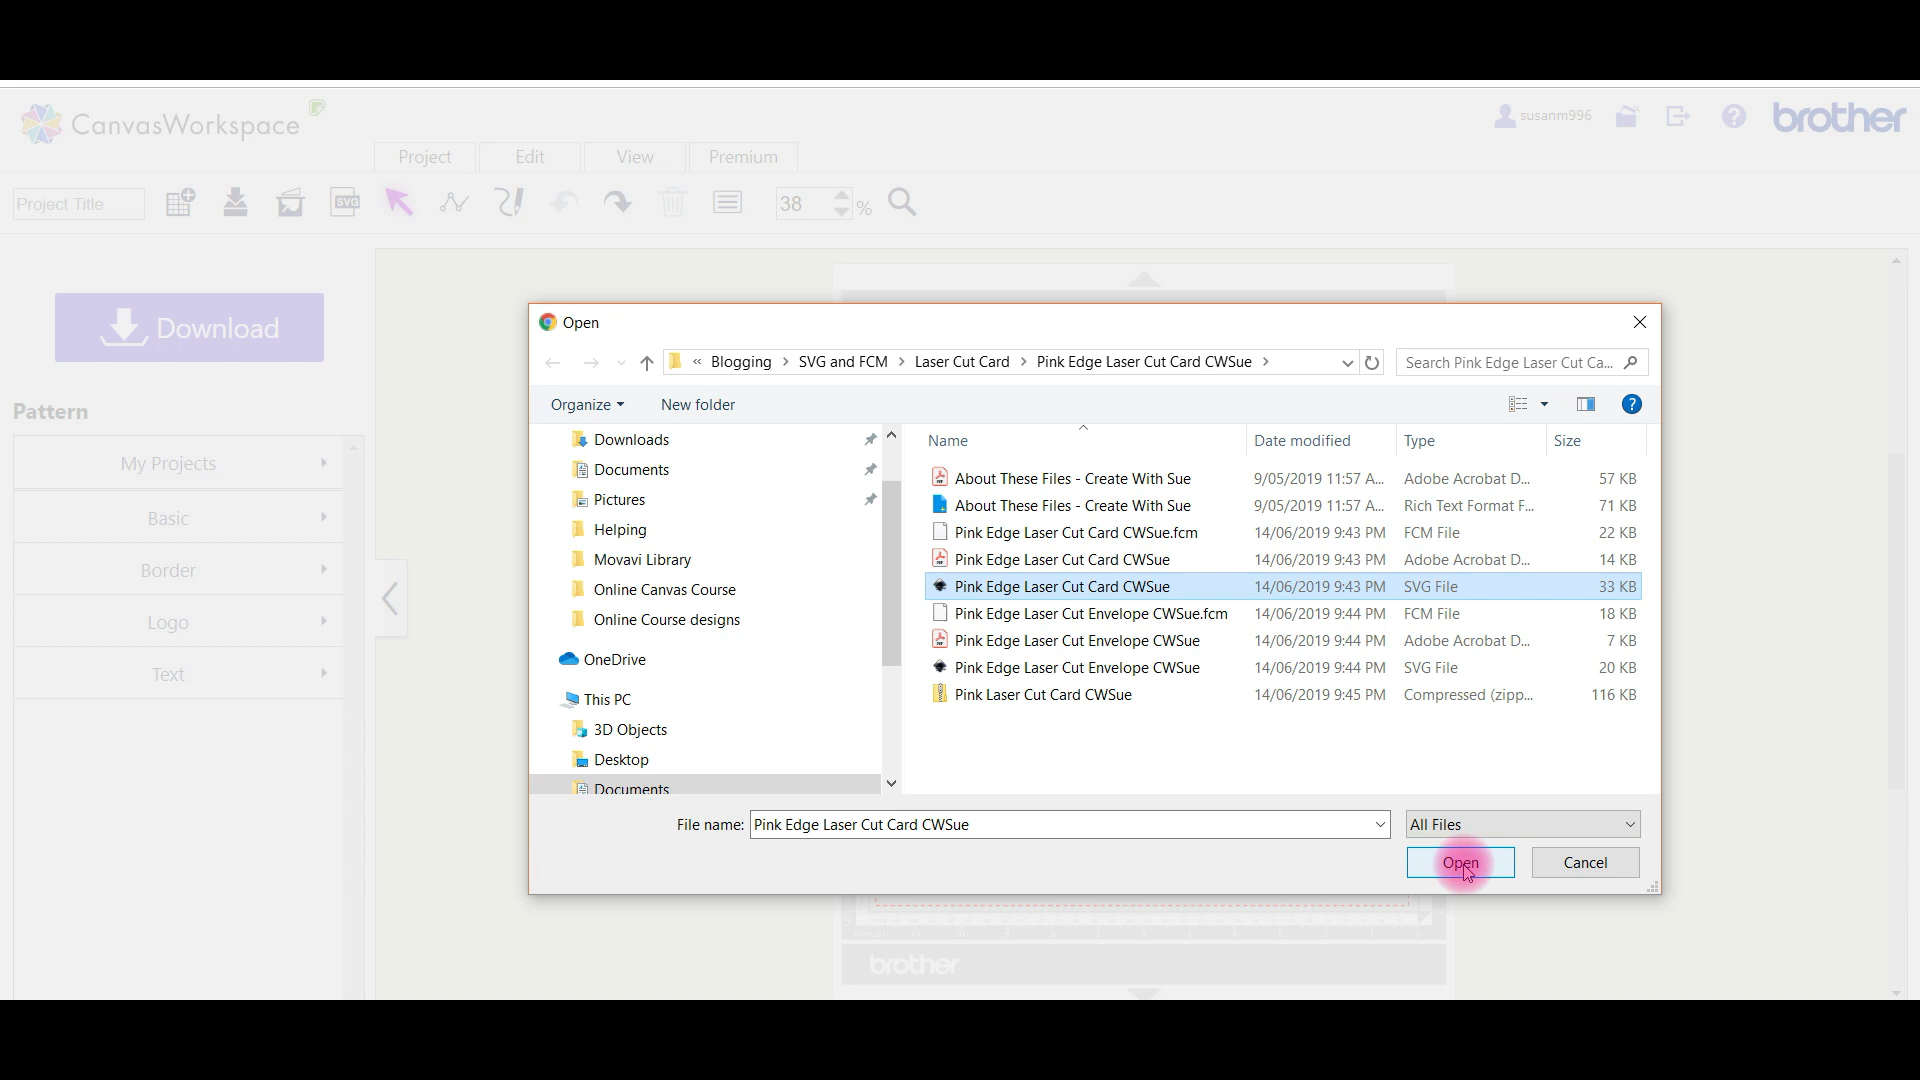 CanvasWorkspace
susanm996
brother
Project Edit View Premium
Project Title
SVG
38 %
Download
Pattern
My Projects
Basic
Border
Logo
Text
Open
« Blogging > SVG and FCM > Laser Cut Card > Pink Edge Laser Cut Card CWSue >
Search Pink Edge Laser Cut Ca...
Organize New folder
Downloads
Documents
Pictures
Helping
Movavi Library
Online Canvas Course
Online Course designs
OneDrive
This PC
3D Objects
Desktop
Documents
Name Date modified Type Size
About These Files - Create With Sue 9/05/2019 11:57 A... Adobe Acrobat D... 57 KB
About These Files - Create With Sue 9/05/2019 11:57 A... Rich Text Format F... 71 KB
Pink Edge Laser Cut Card CWSue.fcm 14/06/2019 9:43 PM FCM File 22 KB
Pink Edge Laser Cut Card CWSue 14/06/2019 9:43 PM Adobe Acrobat D... 14 KB
Pink Edge Laser Cut Card CWSue 14/06/2019 9:43 PM SVG File 33 KB
Pink Edge Laser Cut Envelope CWSue.fcm 14/06/2019 9:44 PM FCM File 18 KB
Pink Edge Laser Cut Envelope CWSue 14/06/2019 9:44 PM Adobe Acrobat D... 7 KB
Pink Edge Laser Cut Envelope CWSue 14/06/2019 9:44 PM SVG File 20 KB
Pink Laser Cut Card CWSue 14/06/2019 9:45 PM Compressed (zipp... 116 KB
File name: Pink Edge Laser Cut Card CWSue All Files
Open Cancel
brother